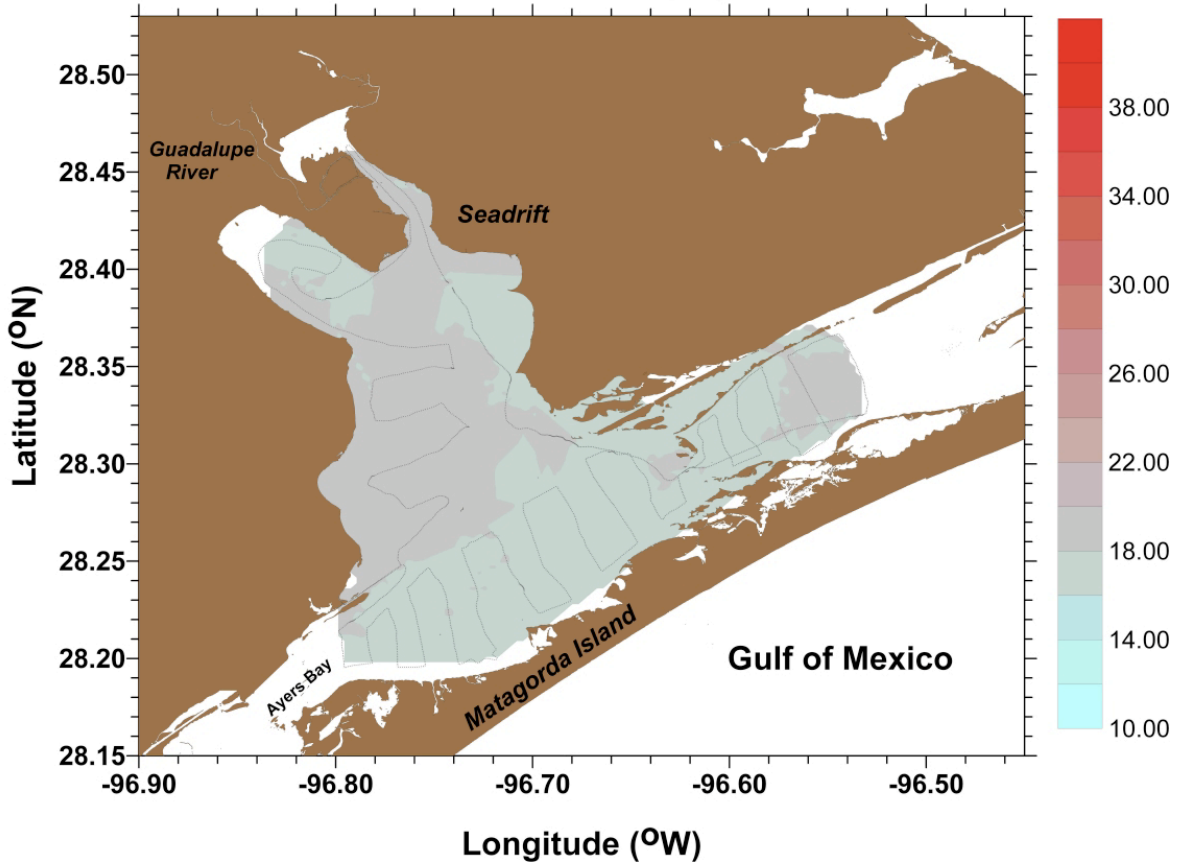 28.50
28.45
28.40
28.35
28.30
28.25
28.20
28.15
Latitude (ON)
Guadalupe
River
Seadrift
Ayers Bay
Matagorda Island
Gulf of Mexico
-96.90
-96.80
-96.70
-96.60
-96.50
Longitude (OW)
38.00
34.00
30.00
26.00
22.00
18.00
14.00
10.00